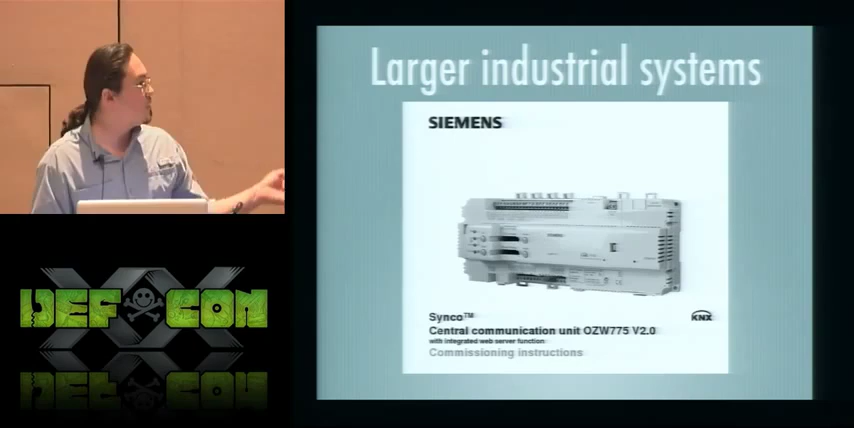 Larger industrial systems
SIEMENS
Synco™
Central communication unit OZW775 V2.0
with integrated web server function
Commissioning instructions
KNX
DEF CON
XX